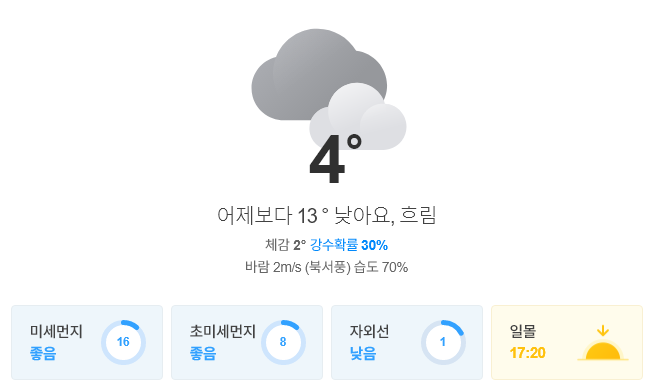 4°
어제보다 13° 낮아요, 흐림
체감 2° 강수확률 30%
바람 2m/s (북서풍) 습도 70%
미세먼지
좋음
16
초미세먼지
좋음
8
자외선
낮음
1
일몰
17:20